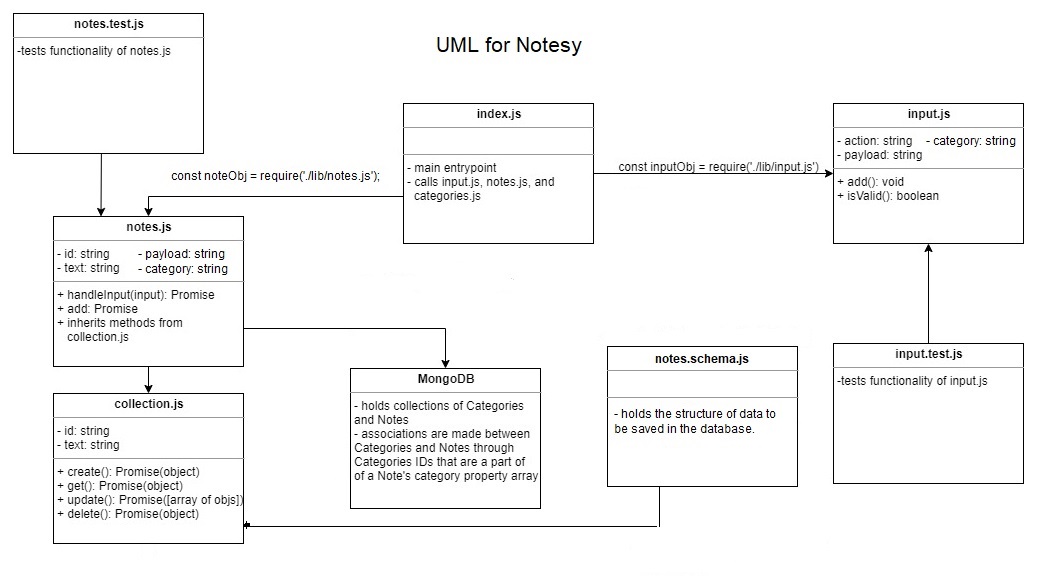 notes.test.js
-tests functionality of notes.js
UML for Notesy
index.js
- main entrypoint
- calls input.js, notes.js, and
categories.js
const noteObj = require('./lib/notes.js');
const inputObj = require('./lib/input.js')
input.js
- action: string - category: string
- payload: string
+ add(): void
+ isValid(): boolean
notes.js
- id: string - payload: string
- text: string - category: string
+ handleInput(input): Promise
+ add: Promise
+ inherits methods from
collection.js
MongoDB
- holds collections of Categories
and Notes
- associations are made between
Categories and Notes through
Categories IDs that are a part of
of a Note's category property array
notes.schema.js
- holds the structure of data to
be saved in the database.
input.test.js
-tests functionality of input.js
collection.js
- id: string
- text: string
+ create(): Promise(object)
+ get(): Promise(object)
+ update(): Promise([array of objs])
+ delete(): Promise(object)